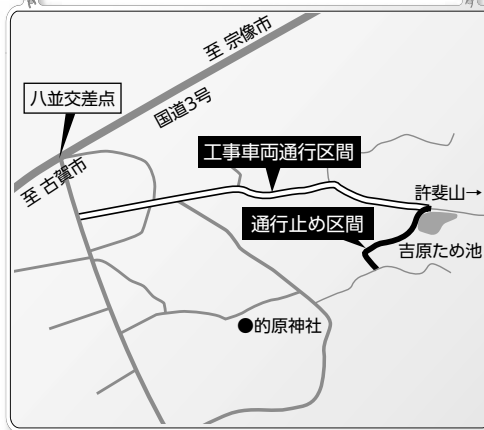 至 宗像市
国道3号
八並交差点
至 古賀市
工事車両通行区間
許斐山→
通行止め区間
吉原ため池
●的原神社